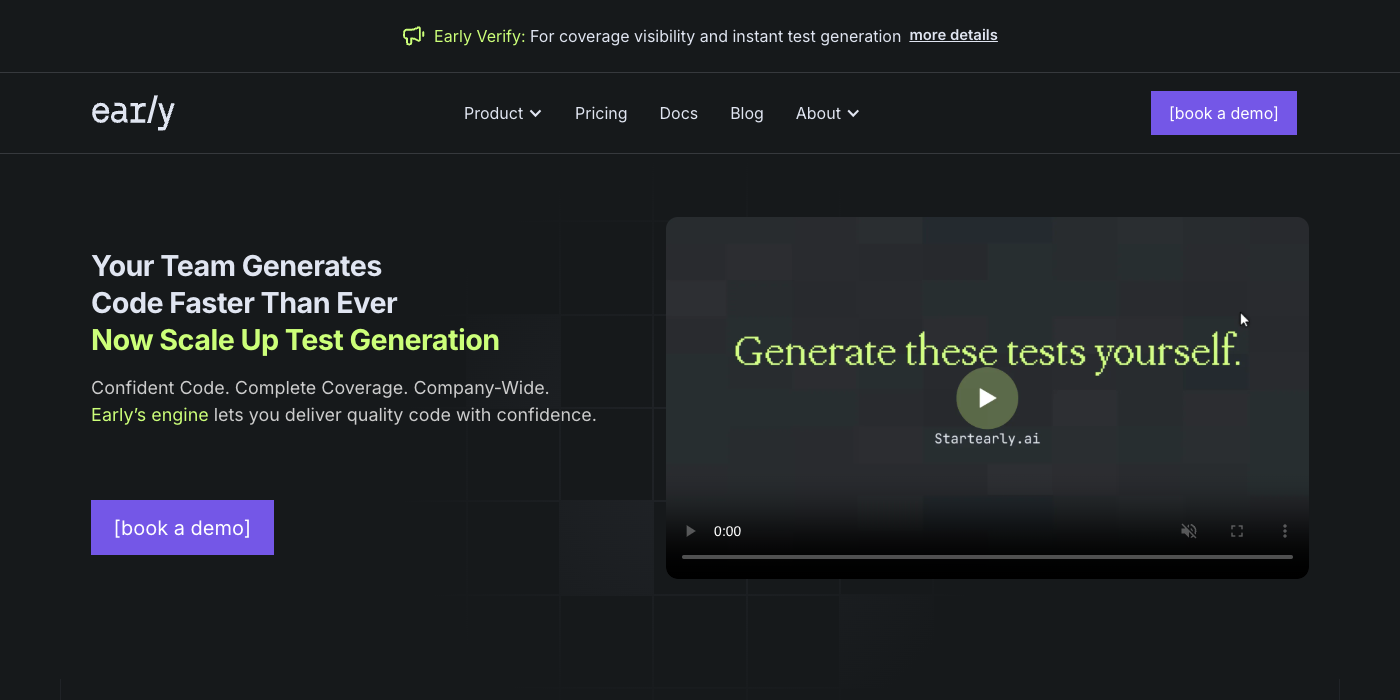 Early Verify: For coverage visibility and instant test generation more details
early
Product Pricing Docs Blog About
[book a demo]
Your Team Generates
Code Faster Than Ever
Now Scale Up Test Generation
Confident Code. Complete Coverage. Company-Wide.
Early’s engine lets you deliver quality code with confidence.
[book a demo]
Generate these tests yourself.
Startearly.ai
0:00